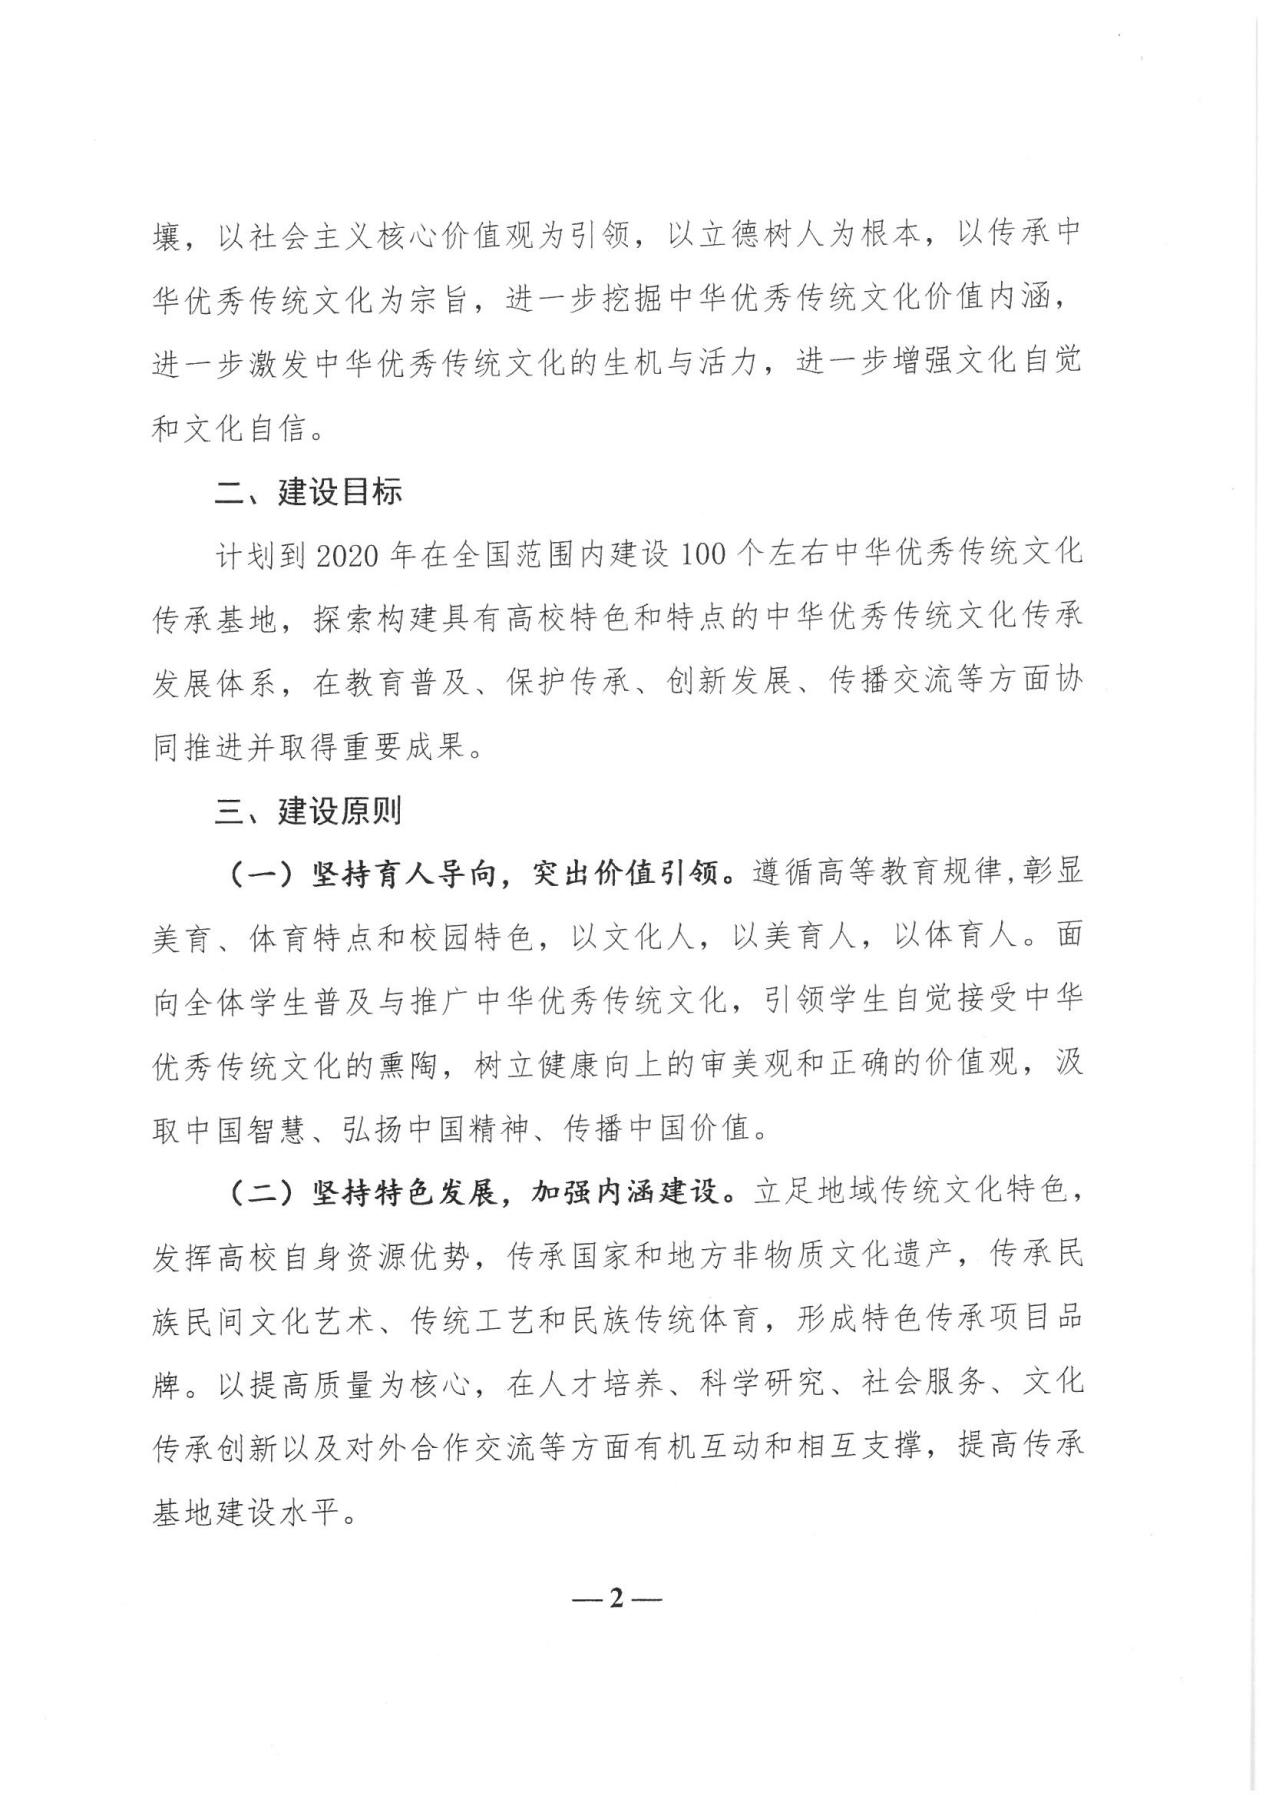 壤，以社会主义核心价值观为引领，以立德树人为根本，以传承中
华优秀传统文化为宗旨，进一步挖掘中华优秀传统文化价值内涵，
进一步激发中华优秀传统文化的生机与活力，进一步增强文化自觉
和文化自信。
二、建设目标
计划到2020年在全国范围内建设100个左右中华优秀传统文化
传承基地，探索构建具有高校特色和特点的中华优秀传统文化传承
发展体系，在教育普及、保护传承、创新发展、传播交流等方面协
同推进并取得重要成果。
三、建设原则
（一）坚持育人导向，突出价值引领。遵循高等教育规律，彰显
美育、体育特点和校园特色，以文化人，以美育人，以体育人。面
向全体学生普及与推广中华优秀传统文化，引领学生自觉接受中华
优秀传统文化的熏陶，树立健康向上的审美观和正确的价值观，汲
取中国智慧、弘扬中国精神、传播中国价值。
（二）坚持特色发展，加强内涵建设。立足地域传统文化特色，
发挥高校自身资源优势，传承国家和地方非物质文化遗产，传承民
族民间文化艺术、传统工艺和民族传统体育，形成特色传承项目品
牌。以提高质量为核心，在人才培养、科学研究、社会服务、文化
传承创新以及对外合作交流等方面有机互动和相互支撑，提高传承
基地建设水平。
— 2 —